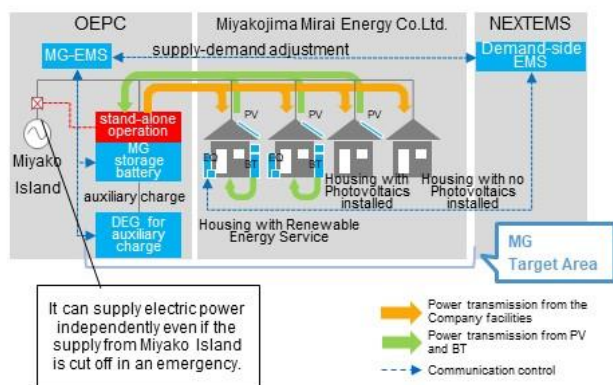 OEPC
Miyakojima Mirai Energy Co.Ltd.
NEXTEMS
MG-EMS
supply-demand adjustment
Demand-side
EMS
stand-alone
operation
MG
storage
battery
auxiliary charge
DEG for
auxiliary
charge
Miyako
Island
PV
PV
PV
EQ
BT
EQ
BT
Housing with Renewable
Energy Service
Housing with
Photovoltaics
installed
Housing with no
Photovoltaics
installed
MG
Target Area
It can supply electric power
independently even if the
supply from Miyako Island
is cut off in an emergency.
Power transmission from the
Company facilities
Power transmission from PV
and BT
Communication control